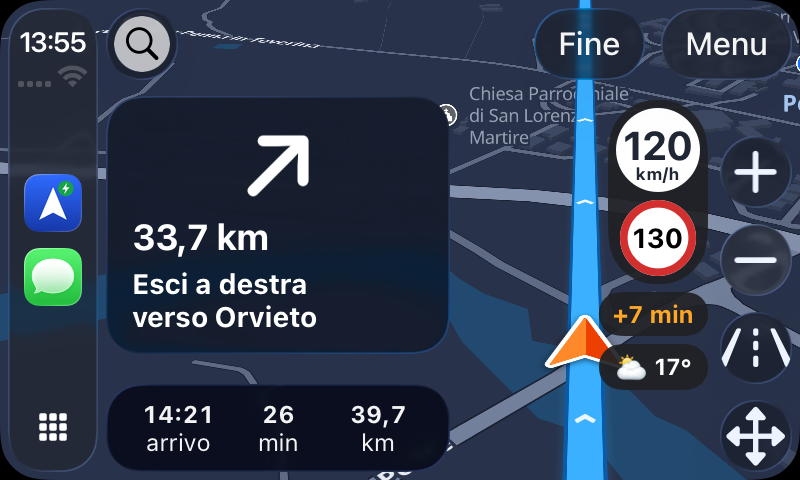 13:55
Fine
Menu
Chiesa Parrocchiale
di San Lorenz
Martire
120
km/h
130
33,7 km
Esci a destra
verso Orvieto
+7 min
17°
14:21
arrivo
26
min
39,7
km